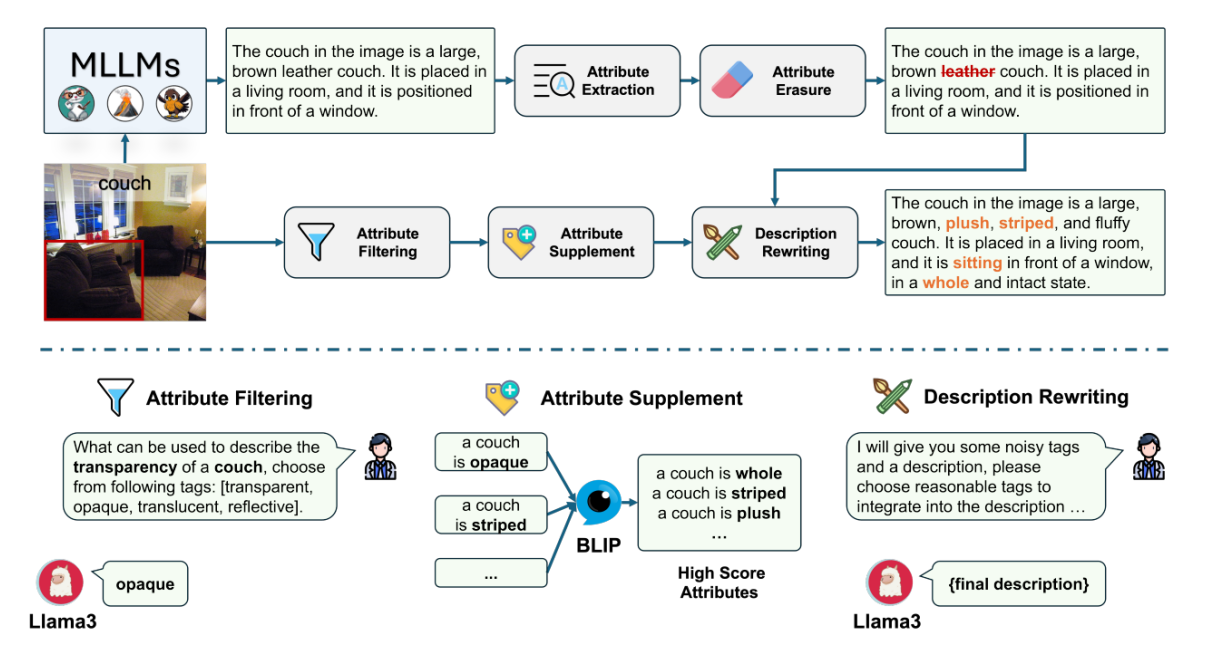 MLLMs
The couch in the image is a large,
brown leather couch. It is placed in
a living room, and it is positioned
in front of a window.
Attribute
Extraction
Attribute
Erasure
The couch in the image is a large,
brown leather couch. It is placed in
a living room, and it is positioned
in front of a window.
couch
Attribute
Filtering
Attribute
Supplement
Description
Rewriting
The couch in the image is a large,
brown, plush, striped, and fluffy
couch. It is placed in a living room,
and it is sitting in front of a window,
in a whole and intact state.
Attribute Filtering
What can be used to describe the
transparency of a couch, choose
from following tags: [transparent,
opaque, translucent, reflective].
opaque
Llama3
Attribute Supplement
a couch
is opaque
a couch
is striped
...
BLIP
a couch is whole
a couch is striped
a couch is plush
...
High Score
Attributes
Description Rewriting
I will give you some noisy tags
and a description, please
choose reasonable tags to
integrate into the description ...
{final description}
Llama3